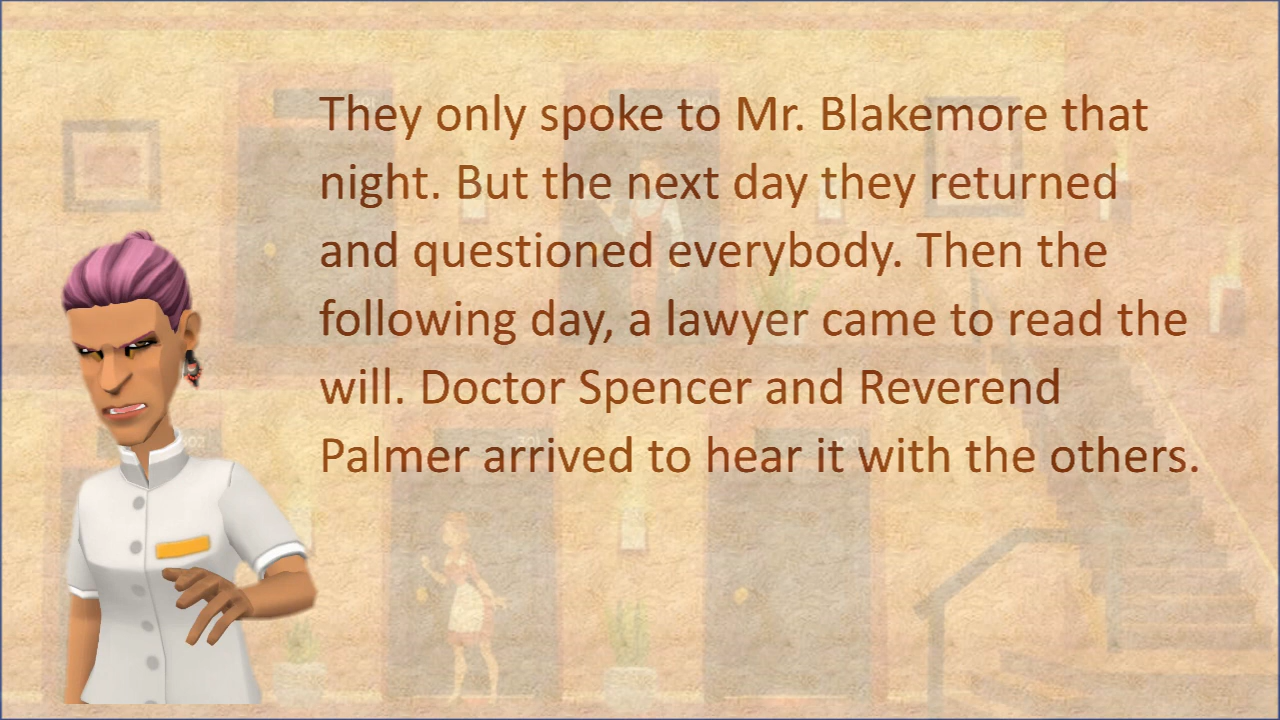 They only spoke to Mr. Blakemore that
night. But the next day they returned
and questioned everybody. Then the
following day, a lawyer came to read the
will. Doctor Spencer and Reverend
Palmer arrived to hear it with the others.